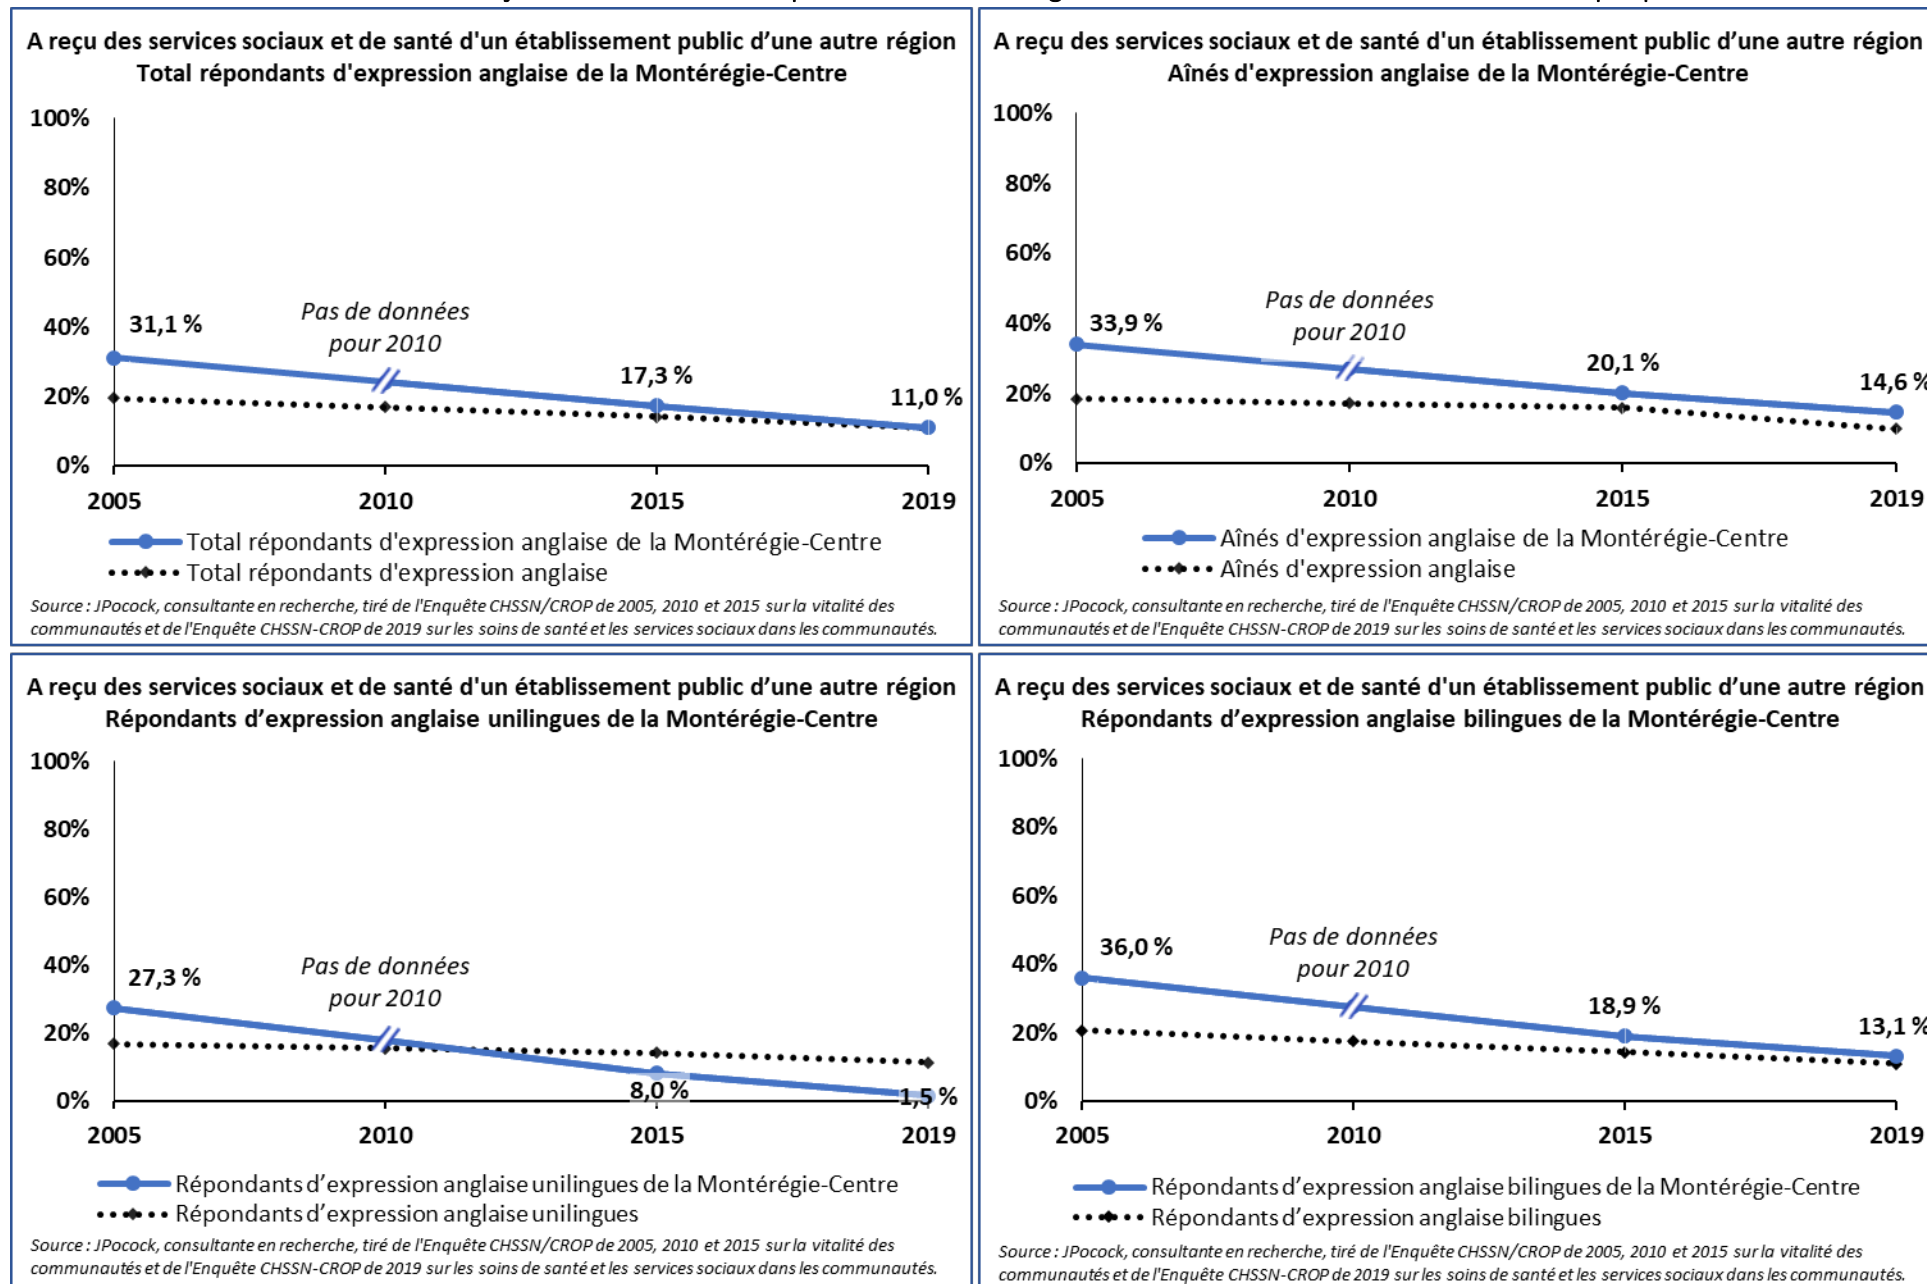 A reçu des services sociaux et de santé d'un établissement public d’une autre région
Total répondants d'expression anglaise de la Montérégie-Centre
100%
80%
60%
40%
20%
0%
31,1 %
Pas de données
pour 2010
17,3 %
11,0 %
2005
2010
2015
2019
Total répondants d'expression anglaise de la Montérégie-Centre
Total répondants d'expression anglaise
Source : JPocock, consultante en recherche, tiré de l'Enquête CHSSN/CROP de 2005, 2010 et 2015 sur la vitalité des
communautés et de l'Enquête CHSSN-CROP de 2019 sur les soins de santé et les services sociaux dans les communautés.
A reçu des services sociaux et de santé d'un établissement public d’une autre région
Aînés d'expression anglaise de la Montérégie-Centre
100%
80%
60%
40%
20%
0%
33,9 %
Pas de données
pour 2010
20,1 %
14,6 %
2005
2010
2015
2019
Aînés d'expression anglaise de la Montérégie-Centre
Aînés d'expression anglaise
Source : JPocock, consultante en recherche, tiré de l'Enquête CHSSN/CROP de 2005, 2010 et 2015 sur la vitalité des
communautés et de l'Enquête CHSSN-CROP de 2019 sur les soins de santé et les services sociaux dans les communautés.
A reçu des services sociaux et de santé d'un établissement public d’une autre région
Répondants d’expression anglaise unilingues de la Montérégie-Centre
100%
80%
60%
40%
20%
0%
27,3 %
Pas de données
pour 2010
8,0 %
1,5 %
2005
2010
2015
2019
Répondants d’expression anglaise unilingues de la Montérégie-Centre
Répondants d’expression anglaise unilingues
Source : JPocock, consultante en recherche, tiré de l'Enquête CHSSN/CROP de 2005, 2010 et 2015 sur la vitalité des
communautés et de l'Enquête CHSSN-CROP de 2019 sur les soins de santé et les services sociaux dans les communautés.
A reçu des services sociaux et de santé d'un établissement public d’une autre région
Répondants d’expression anglaise bilingues de la Montérégie-Centre
100%
80%
60%
40%
20%
0%
36,0 %
Pas de données
pour 2010
18,9 %
13,1 %
2005
2010
2015
2019
Répondants d’expression anglaise bilingues de la Montérégie-Centre
Répondants d’expression anglaise bilingues
Source : JPocock, consultante en recherche, tiré de l'Enquête CHSSN/CROP de 2005, 2010 et 2015 sur la vitalité des
communautés et de l'Enquête CHSSN-CROP de 2019 sur les soins de santé et les services sociaux dans les communautés.